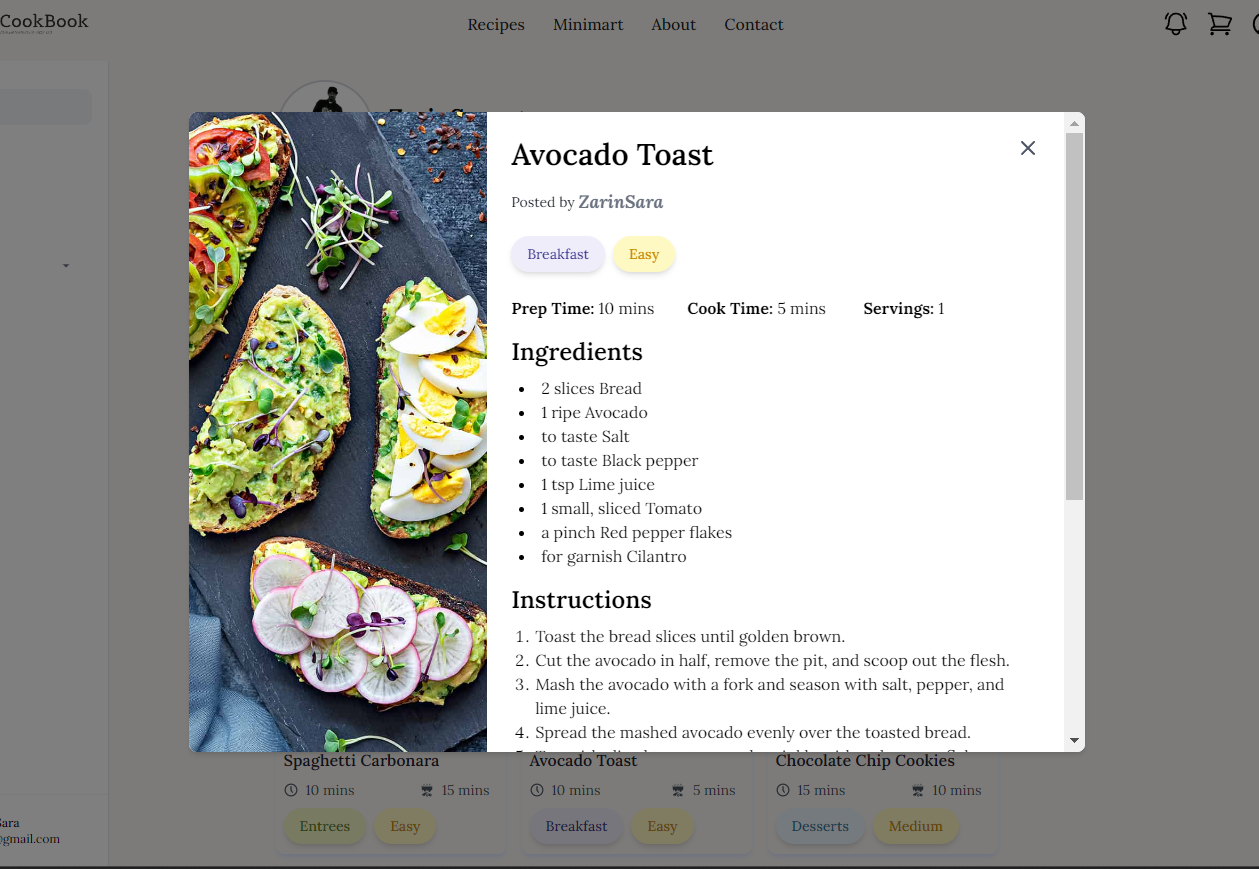 CookBook
Recipes Minimart About Contact
Avocado Toast
Posted by ZarinSara
Breakfast Easy
Prep Time: 10 mins Cook Time: 5 mins Servings: 1
Ingredients
2 slices Bread
1 ripe Avocado
to taste Salt
to taste Black pepper
1 tsp Lime juice
1 small, sliced Tomato
a pinch Red pepper flakes
for garnish Cilantro
Instructions
1. Toast the bread slices until golden brown.
2. Cut the avocado in half, remove the pit, and scoop out the flesh.
3. Mash the avocado with a fork and season with salt, pepper, and
lime juice.
4. Spread the mashed avocado evenly over the toasted bread.
Spaghetti Carbonara Avocado Toast Chocolate Chip Cookies
10 mins 15 mins 10 mins 5 mins 15 mins 10 mins
Entrees Easy Breakfast Easy Desserts Medium
Sara
@gmail.com